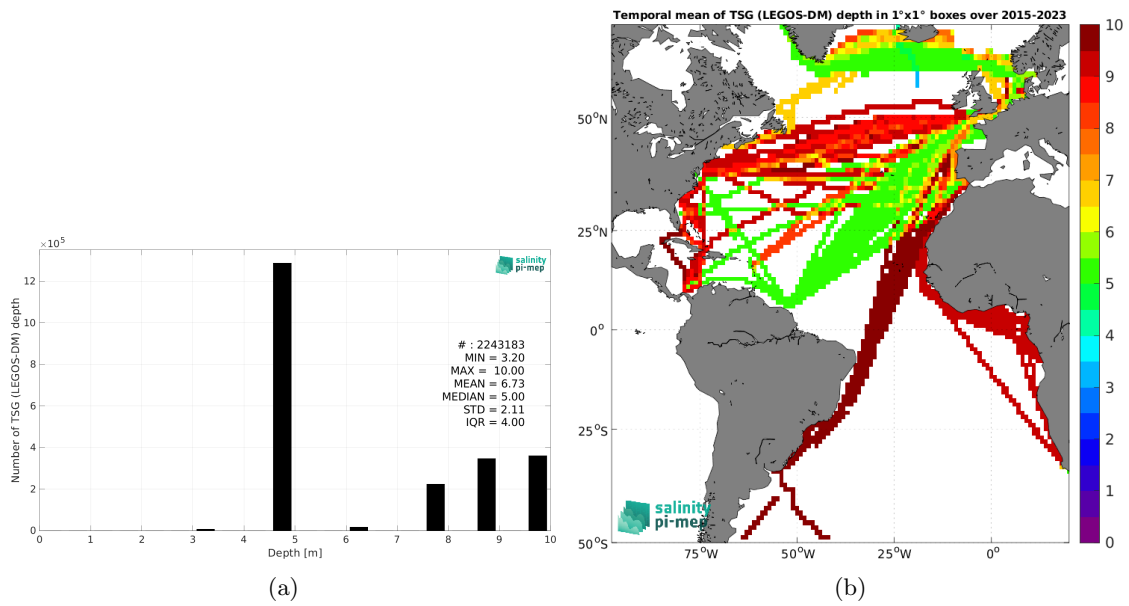 ×10⁵
12
10
8
6
4
2
0
Number of TSG (LEGOS-DM) depth
salinity
pi-mep
# : 2243183
MIN = 3.20
MAX = 10.00
MEAN = 6.73
MEDIAN = 5.00
STD = 2.11
IQR = 4.00
0 1 2 3 4 5 6 7 8 9 10
Depth [m]
(a)
Temporal mean of TSG (LEGOS-DM) depth in 1°x1° boxes over 2015-2023
50°N
25°N
0°
25°S
50°S
75°W 50°W 25°W 0°
salinity
pi-mep
10
9
8
7
6
5
4
3
2
1
0
(b)